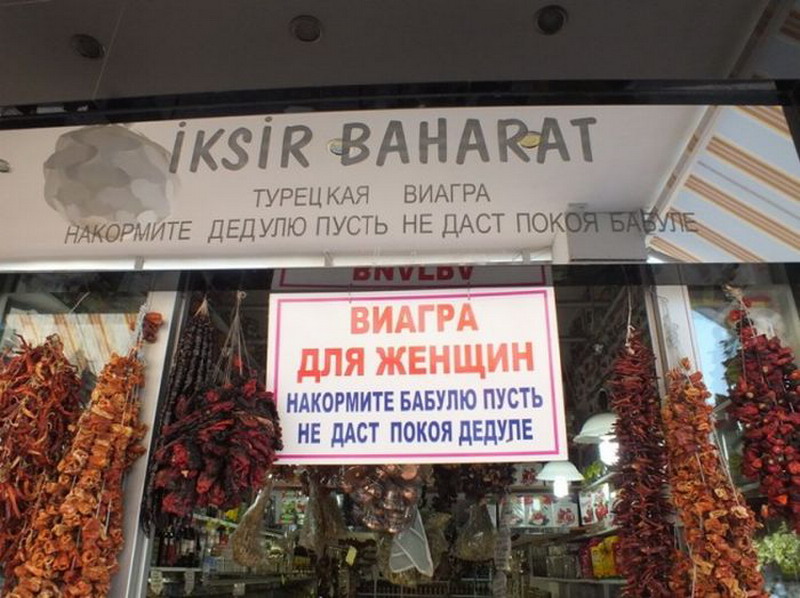 İKSİR BAHARAT
ТУРЕЦКАЯ ВИАГРА
НАКОРМИТЕ ДЕДУЛЮ ПУСТЬ НЕ ДАСТ ПОКОЯ БАБУЛЕ
ВИАГРА
ДЛЯ ЖЕНЩИН
НАКОРМИТЕ БАБУЛЮ ПУСТЬ
НЕ ДАСТ ПОКОЯ ДЕДУЛЕ